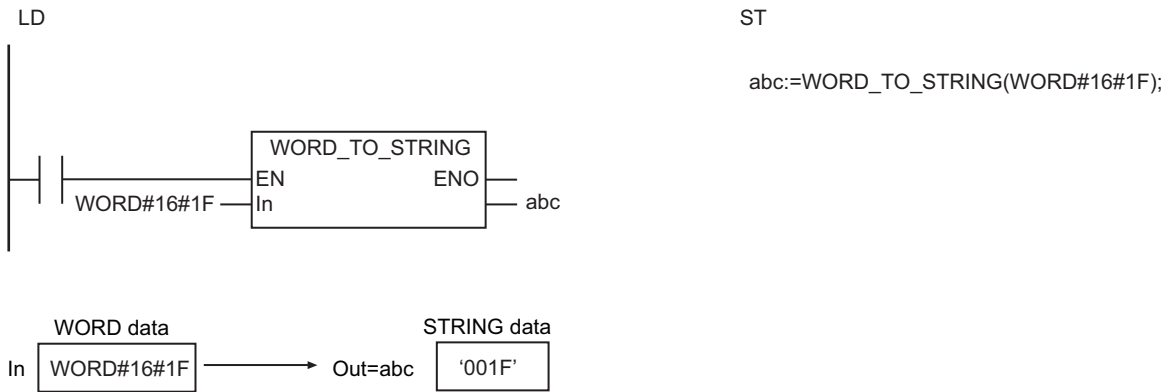 LD
ST
abc:=WORD_TO_STRING(WORD#16#1F);
WORD_TO_STRING
EN ENO
WORD#16#1F In abc
WORD data STRING data
In WORD#16#1F Out=abc ‘001F’